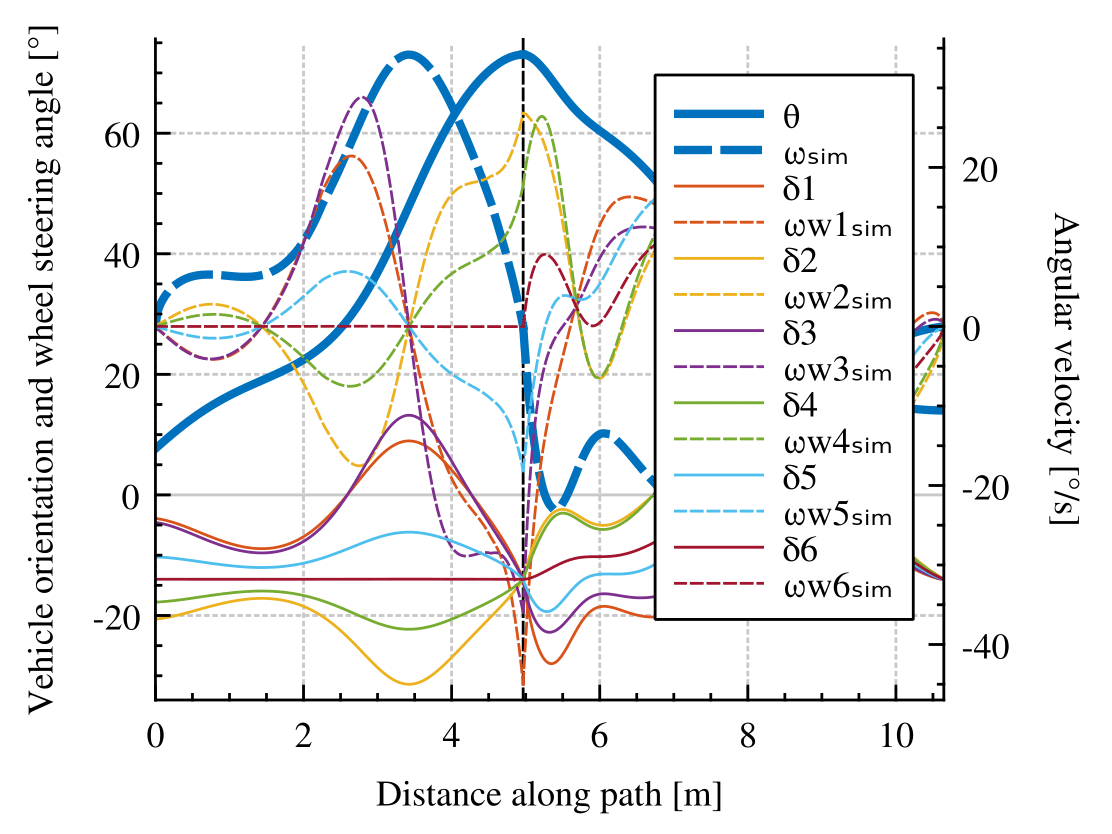 Vehicle orientation and wheel steering angle [°]
60
40
20
0
-20
0
2
4
6
8
10
Distance along path [m]
20
0
-20
-40
Angular velocity [°/s]
θ
ωsim
δ1
ωw1sim
δ2
ωw2sim
δ3
ωw3sim
δ4
ωw4sim
δ5
ωw5sim
δ6
ωw6sim